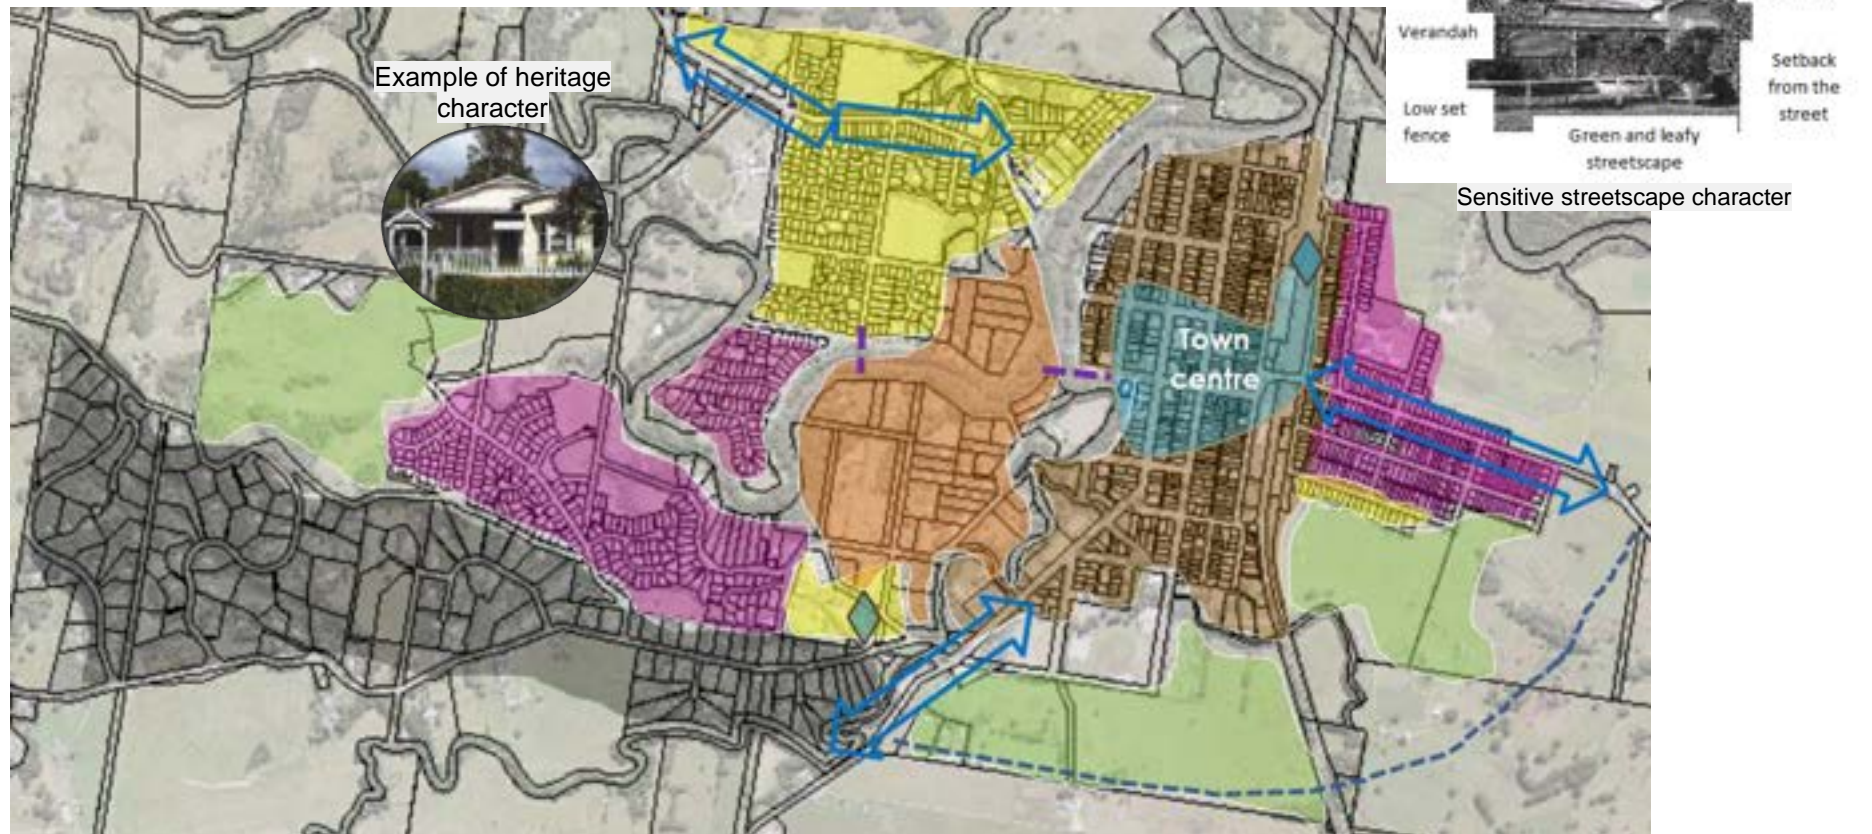 Example of heritage
character
Verandah
Setback
from the
street
Low set
fence
Green and leafy
streetscape
Sensitive streetscape character
Town
centre